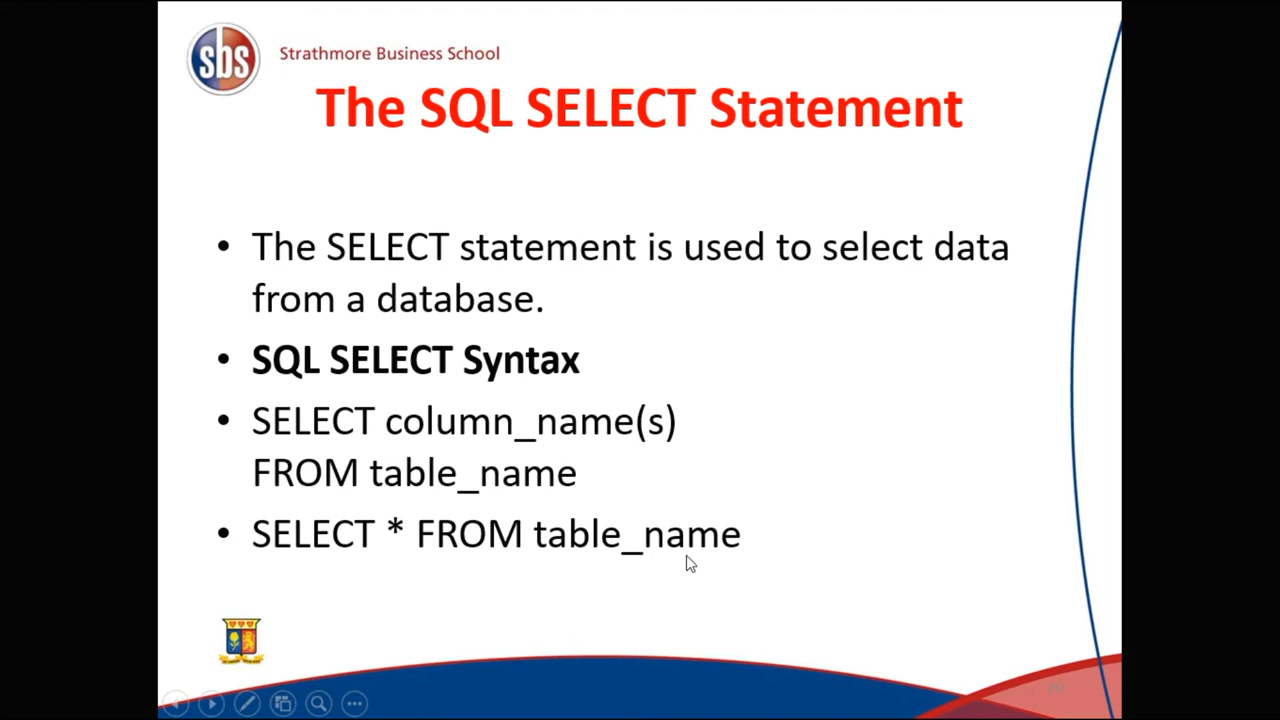 sbs
Strathmore Business School
The SQL SELECT Statement
• The SELECT statement is used to select data
from a database.
• SQL SELECT Syntax
• SELECT column_name(s)
FROM table_name
• SELECT * FROM table_name